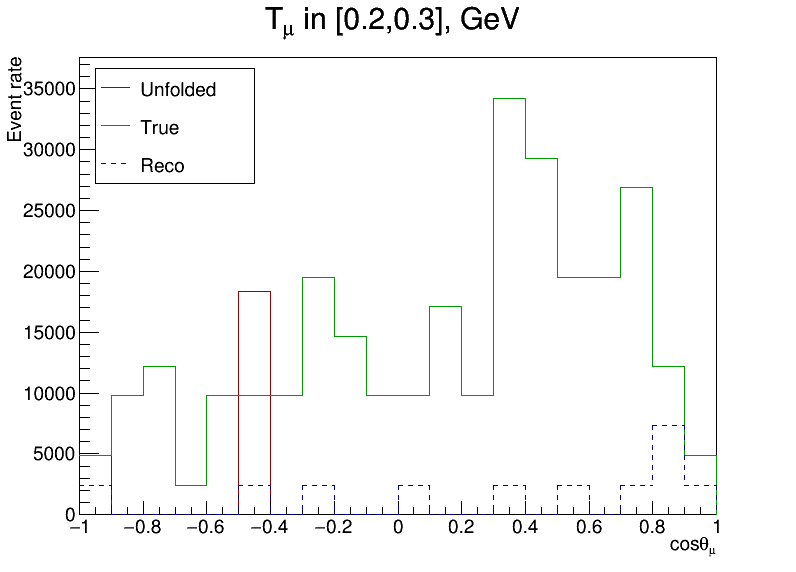 T_μ in [0.2,0.3], GeV
Event rate
Unfolded
True
Reco
35000
30000
25000
20000
15000
10000
5000
0
−1 −0.8 −0.6 −0.4 −0.2 0 0.2 0.4 0.6 0.8 1
cosθ_μ